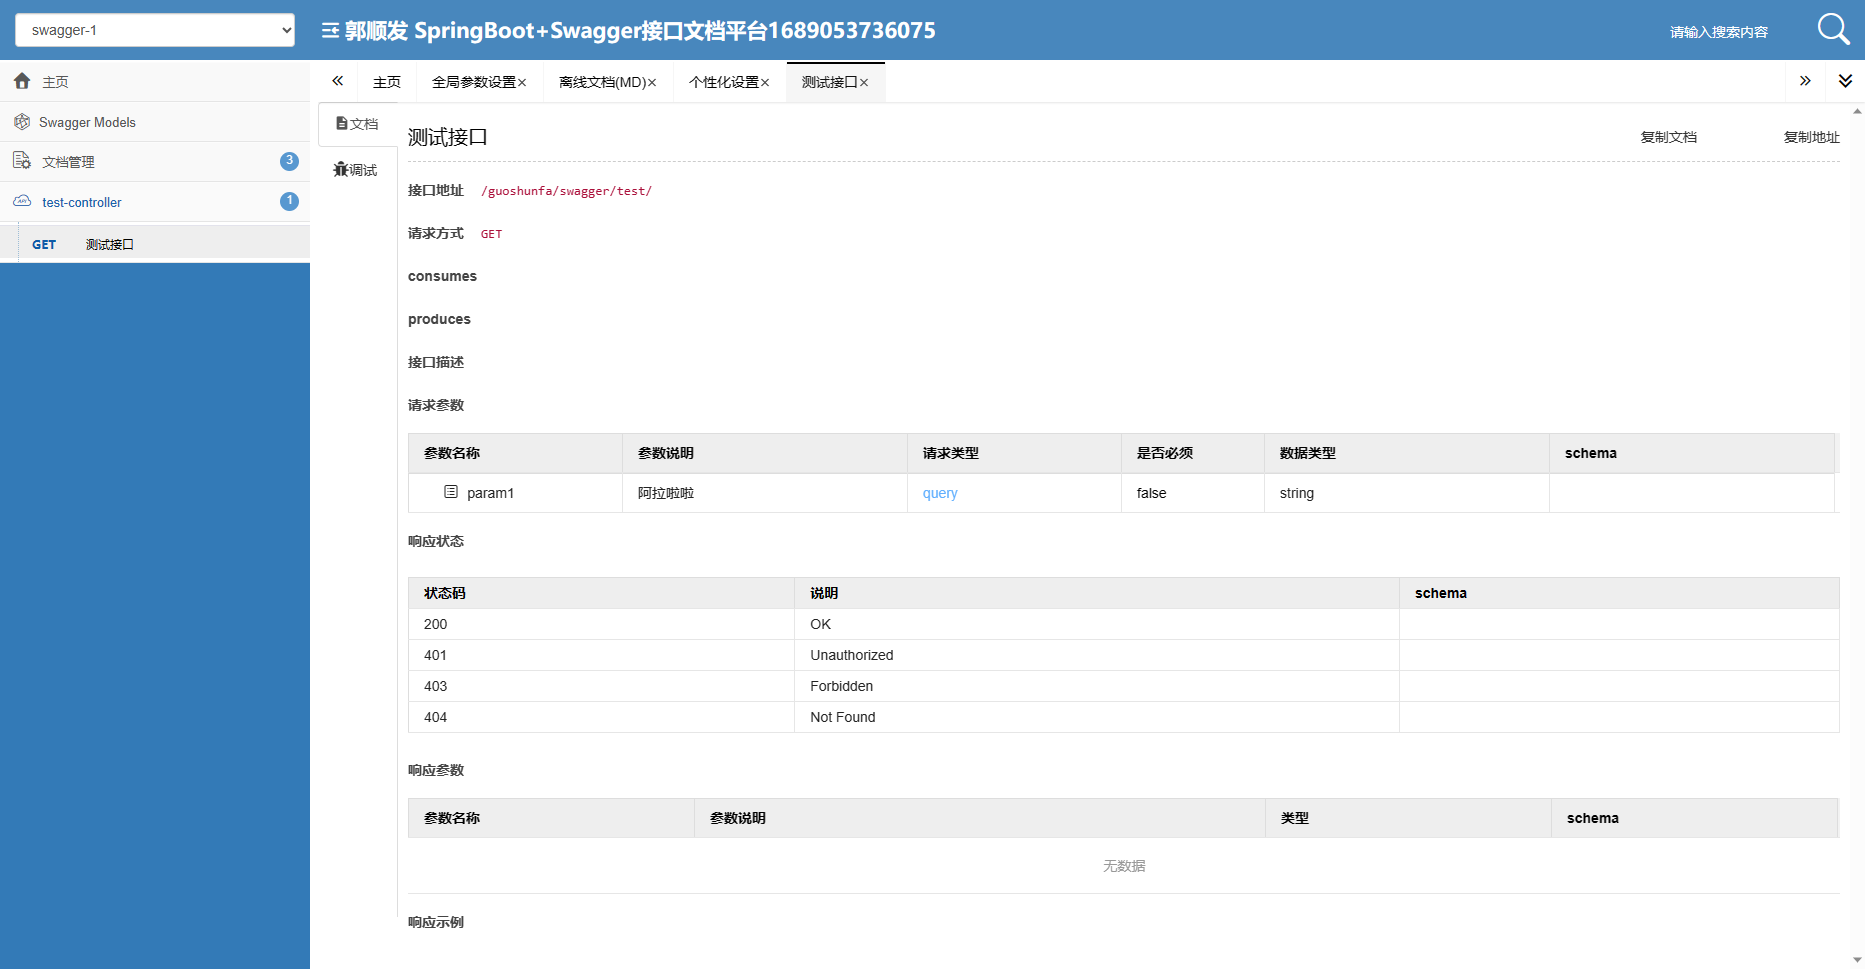 swagger-1
郭顺发 SpringBoot+Swagger接口文档平台1689053736075
请输入搜索内容
主页
Swagger Models
文档管理 3
test-controller 1
GET 测试接口
主页 全局参数设置× 离线文档(MD)× 个性化设置× 测试接口×
文档
调试
测试接口 复制文档 复制地址
接口地址 /guoshunfa/swagger/test/
请求方式 GET
consumes
produces
接口描述
请求参数
参数名称 参数说明 请求类型 是否必须 数据类型 schema
param1 阿拉啦啦 query false string
响应状态
状态码 说明 schema
200 OK
401 Unauthorized
403 Forbidden
404 Not Found
响应参数
参数名称 参数说明 类型 schema
无数据
响应示例